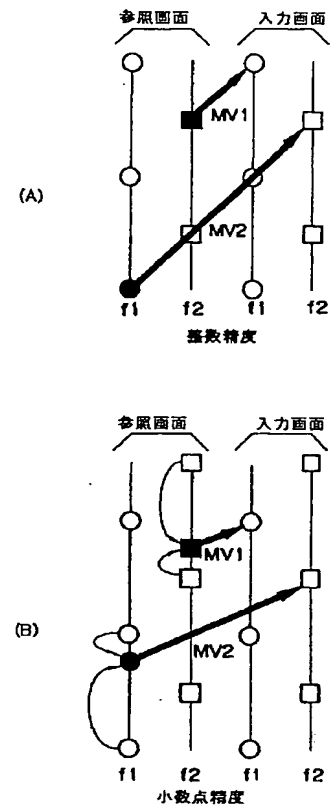 参照画面 入力画面
MV1
(A)
MV2
f1 f2 f1 f2
整数精度
参照画面 入力画面
MV1
(B)
MV2
f1 f2 f1 f2
小数点精度